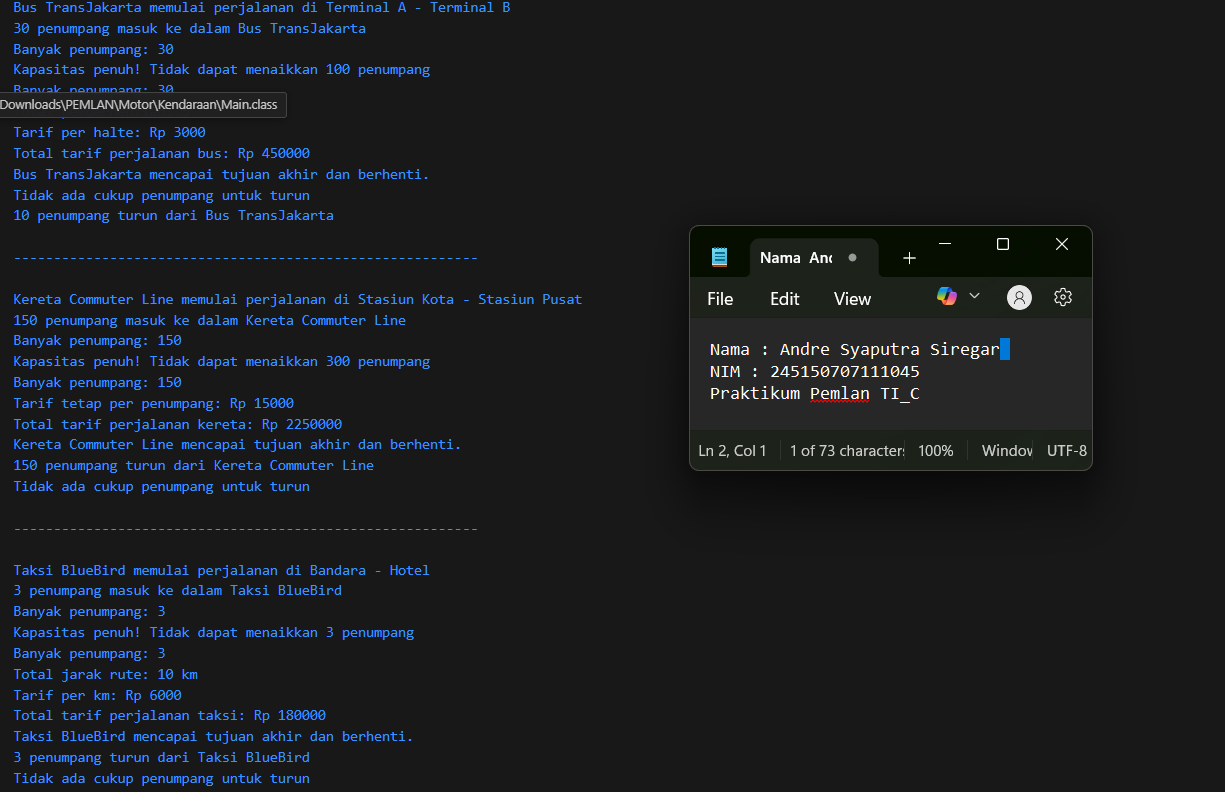 Bus TransJakarta memulai perjalanan di Terminal A - Terminal B
30 penumpang masuk ke dalam Bus TransJakarta
Banyak penumpang: 30
Kapasitas penuh! Tidak dapat menaikkan 100 penumpang
Banyak penumpang: 30
Downloads\PEMLAN\Motor\Kendaraan\Main.class
Tarif per halte: Rp 3000
Total tarif perjalanan bus: Rp 450000
Bus TransJakarta mencapai tujuan akhir dan berhenti.
Tidak ada cukup penumpang untuk turun
10 penumpang turun dari Bus TransJakarta
----------------------------------------------------------
Kereta Commuter Line memulai perjalanan di Stasiun Kota - Stasiun Pusat
150 penumpang masuk ke dalam Kereta Commuter Line
Banyak penumpang: 150
Kapasitas penuh! Tidak dapat menaikkan 300 penumpang
Banyak penumpang: 150
Tarif tetap per penumpang: Rp 15000
Total tarif perjalanan kereta: Rp 2250000
Kereta Commuter Line mencapai tujuan akhir dan berhenti.
150 penumpang turun dari Kereta Commuter Line
Tidak ada cukup penumpang untuk turun
----------------------------------------------------------
Taksi BlueBird memulai perjalanan di Bandara - Hotel
3 penumpang masuk ke dalam Taksi BlueBird
Banyak penumpang: 3
Kapasitas penuh! Tidak dapat menaikkan 3 penumpang
Banyak penumpang: 3
Total jarak rute: 10 km
Tarif per km: Rp 6000
Total tarif perjalanan taksi: Rp 180000
Taksi BlueBird mencapai tujuan akhir dan berhenti.
3 penumpang turun dari Taksi BlueBird
Tidak ada cukup penumpang untuk turun
Nama And
File Edit View
Nama : Andre Syaputra Siregar
NIM : 245150707111045
Praktikum Pemlan TI_C
Ln 2, Col 1 1 of 73 character 100% Window UTF-8